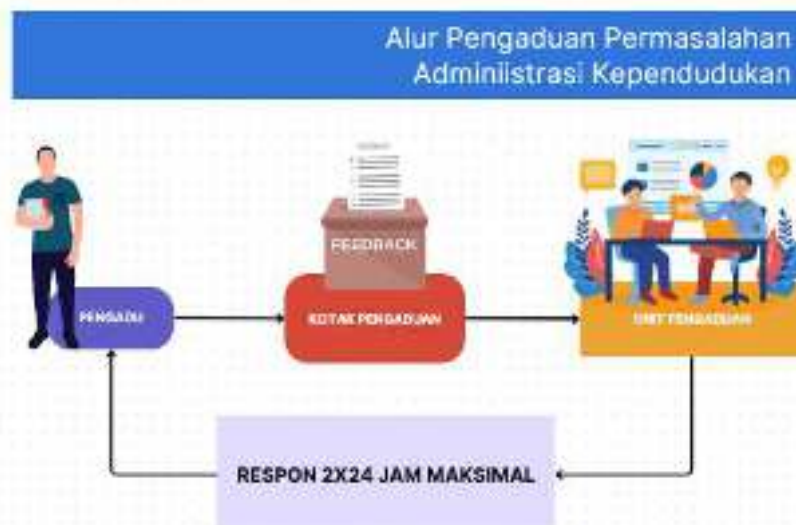 Alur Pengaduan Permasalahan
Adminiistrasi Kependudukan
FEEDBACK
PENGADU
KOTAK PENGADUAN
UNIT PENGADUAN
RESPON 2X24 JAM MAKSIMAL